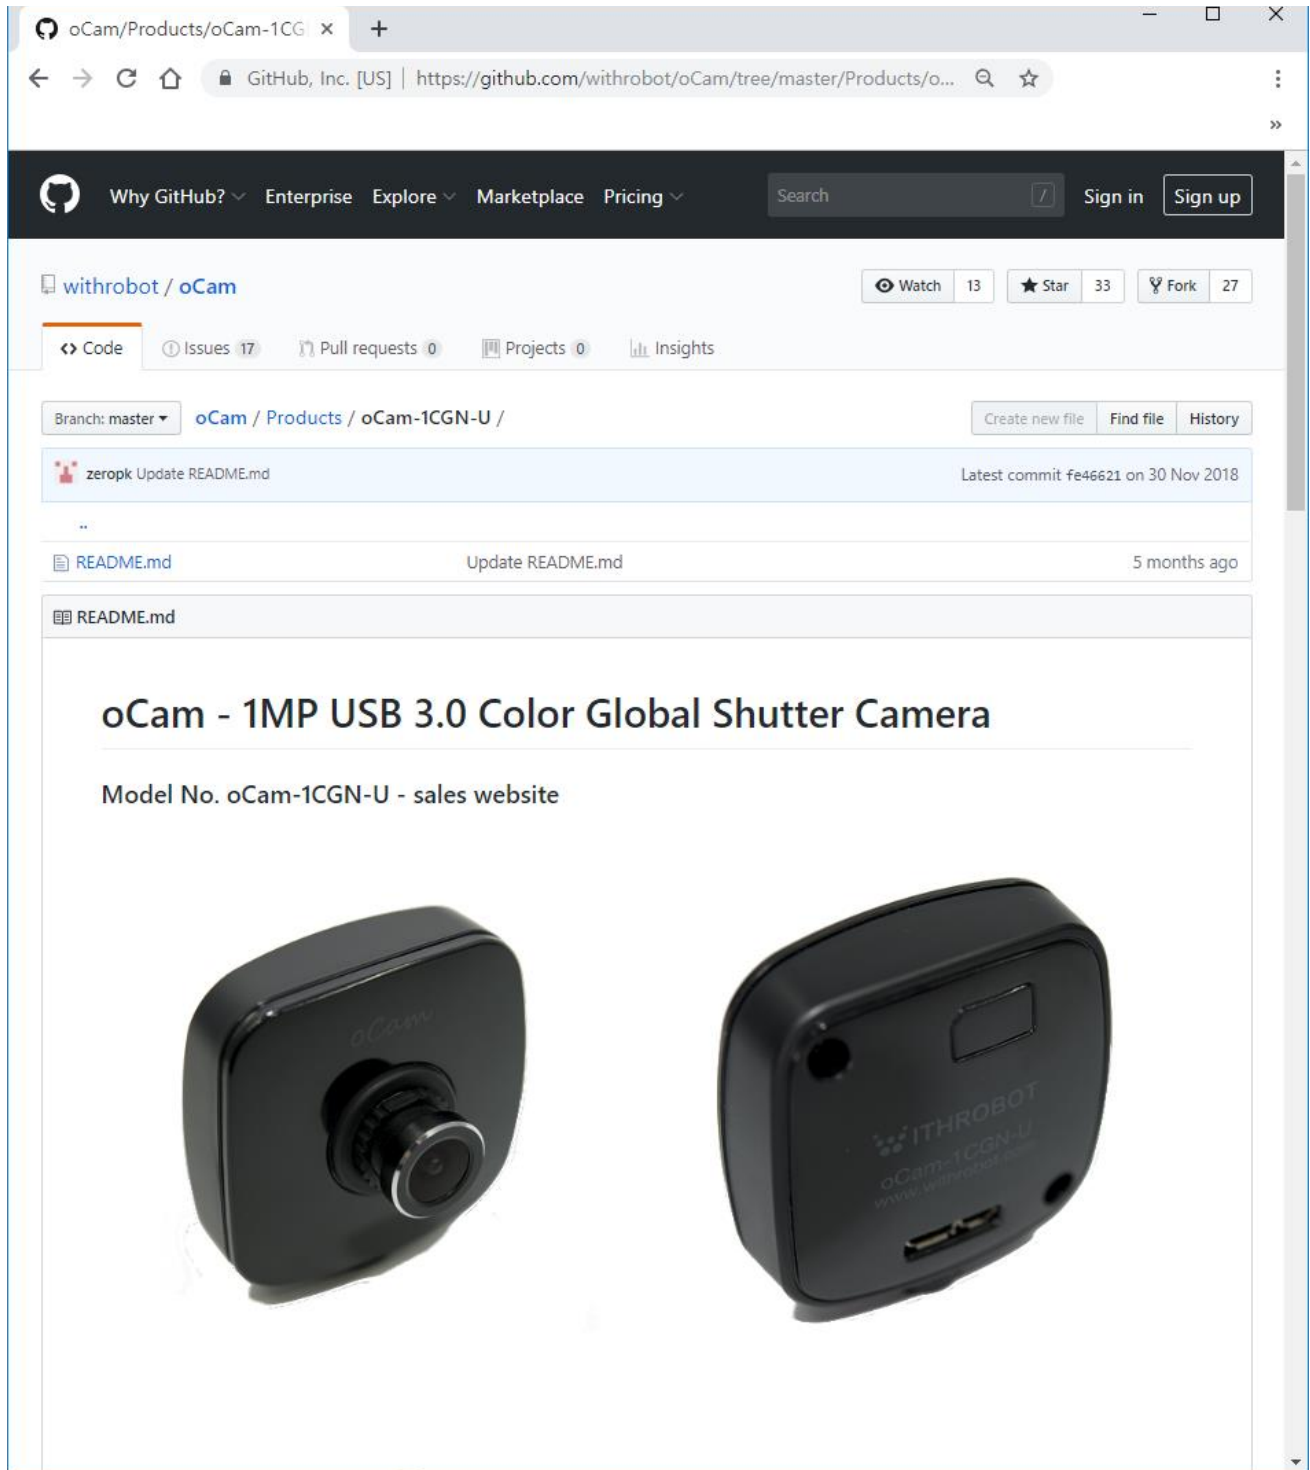 oCam/Products/oCam-1CG
GitHub, Inc. [US] | https://github.com/withrobot/oCam/tree/master/Products/o...
»
Why GitHub? Enterprise Explore Marketplace Pricing Search / Sign in Sign up
withrobot / oCam Watch 13 Star 33 Fork 27
Code Issues 17 Pull requests 0 Projects 0 Insights
Branch: master oCam / Products / oCam-1CGN-U / Create new file Find file History
zeropk Update README.md Latest commit fe46621 on 30 Nov 2018
..
README.md Update README.md 5 months ago
README.md
oCam - 1MP USB 3.0 Color Global Shutter Camera
Model No. oCam-1CGN-U - sales website
oCam
WITHROBOT
oCam-1CGN-U
www.withrobot.com